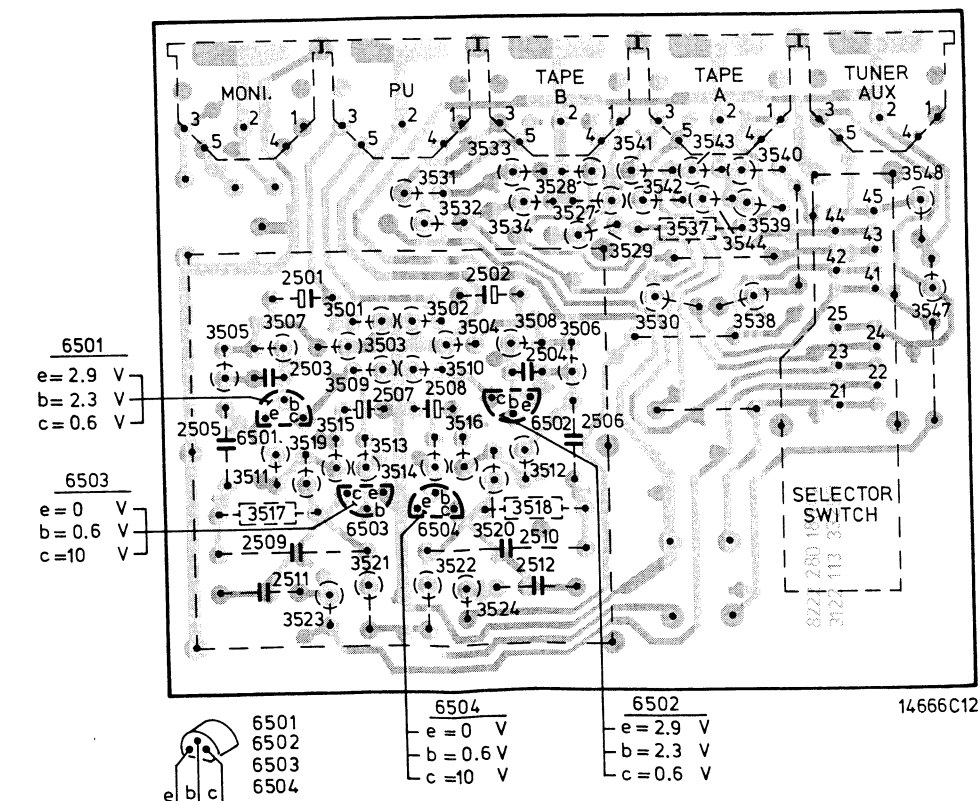 MONI. PU TAPE B TAPE A TUNER AUX
3 2 1 3 2 1 3 2 1 3 2 1 3 2 1
5 4 5 4 5 4 5 4 5 4
3533 3541 3543 3540
3531 3528 3542 3548
3532 3534 3527 3537 3539 45
3529 3544 44 43
42 41
2501 2502
3505 3507 3501 3502 3504 3508 3506 3530 3538 3547
3503 25 24
2503 3510 2504 23
3509 2507 2508 22
21
6501
e = 2.9 V
b = 2.3 V
c = 0.6 V
c b e c b e
2505 6501 3515 3516 6502 2506
3519 3513
3511 3514 3512
6503
e = 0 V
b = 0.6 V
c = 10 V
c e b e b c
3517 6503 6504 3520 3518
SELECTOR
SWITCH
2509 2510
2511 3521 3522 2512
3523 3524
8222 280 18
3122 113 3
14666C12
6501
6502
6503
6504
e b c
6504
e = 0 V
b = 0.6 V
c = 10 V
6502
e = 2.9 V
b = 2.3 V
c = 0.6 V